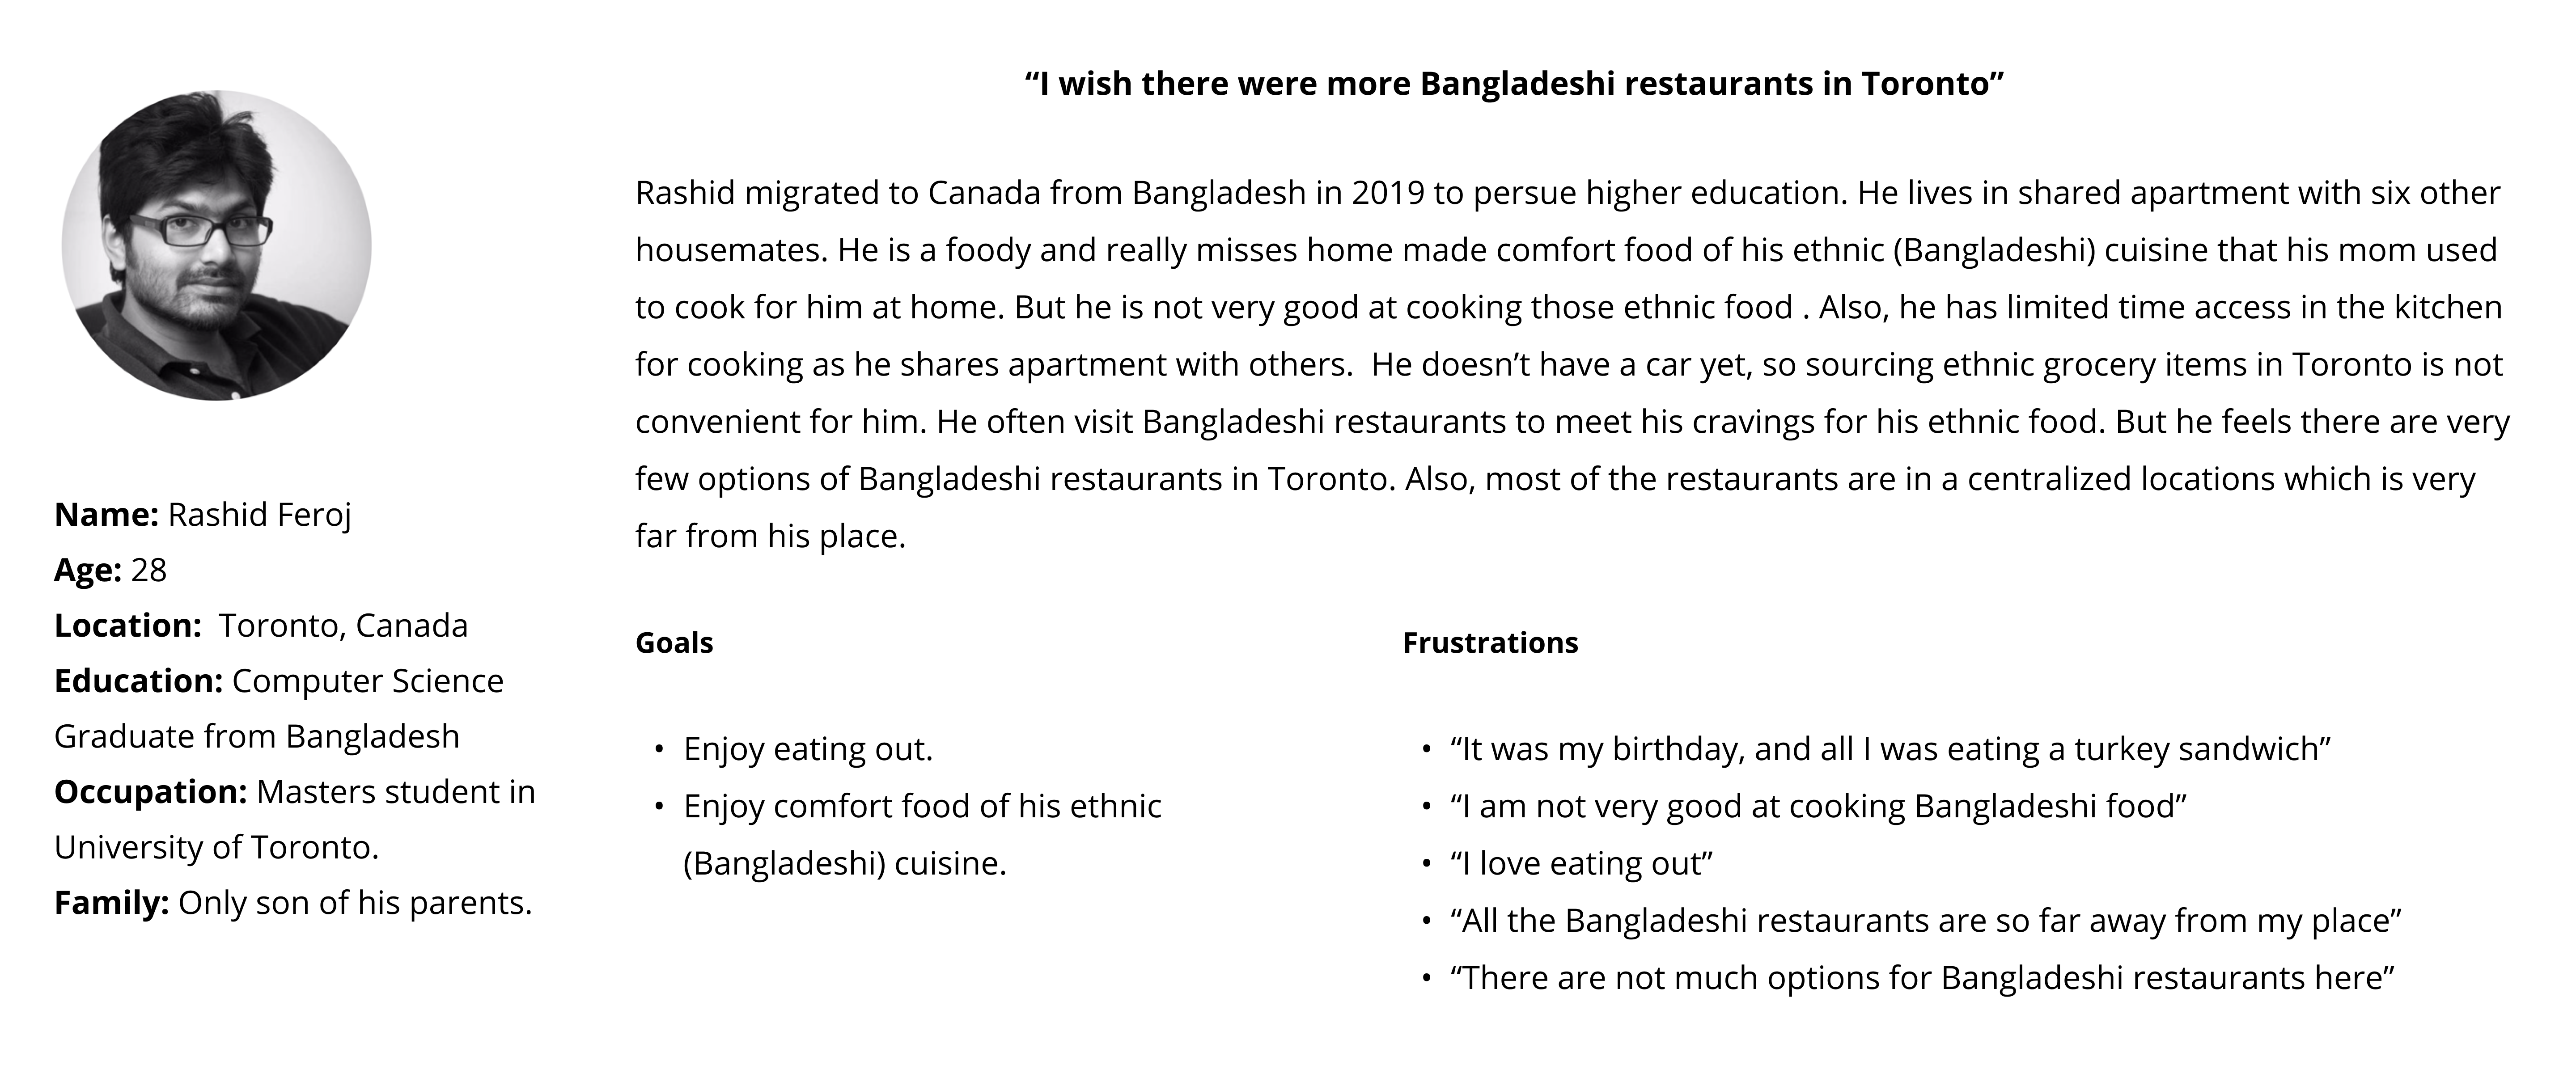 “I wish there were more Bangladeshi restaurants in Toronto”
Rashid migrated to Canada from Bangladesh in 2019 to persue higher education. He lives in shared apartment with six other
housemates. He is a foody and really misses home made comfort food of his ethnic (Bangladeshi) cuisine that his mom used
to cook for him at home. But he is not very good at cooking those ethnic food . Also, he has limited time access in the kitchen
for cooking as he shares apartment with others.  He doesn’t have a car yet, so sourcing ethnic grocery items in Toronto is not
convenient for him. He often visit Bangladeshi restaurants to meet his cravings for his ethnic food. But he feels there are very
few options of Bangladeshi restaurants in Toronto. Also, most of the restaurants are in a centralized locations which is very
far from his place.
Name: Rashid Feroj
Age: 28
Location:  Toronto, Canada
Education: Computer Science
Graduate from Bangladesh
Occupation: Masters student in
University of Toronto.
Family: Only son of his parents.
Goals
• Enjoy eating out.
• Enjoy comfort food of his ethnic
(Bangladeshi) cuisine.
Frustrations
• “It was my birthday, and all I was eating a turkey sandwich”
• “I am not very good at cooking Bangladeshi food”
• “I love eating out”
• “All the Bangladeshi restaurants are so far away from my place”
• “There are not much options for Bangladeshi restaurants here”